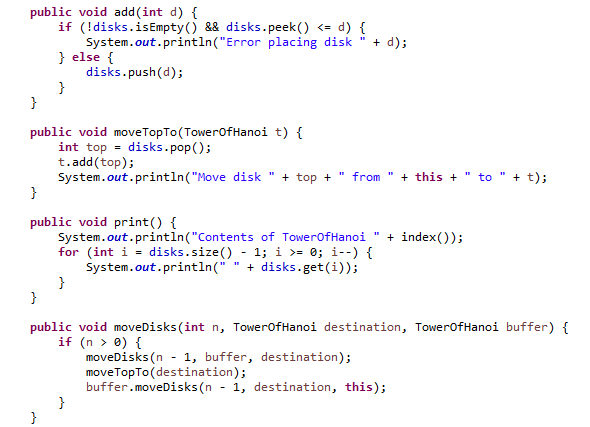 public void add(int d) {
    if (!disks.isEmpty() && disks.peek() <= d) {
        System.out.println("Error placing disk " + d);
    } else {
        disks.push(d);
    }
}

public void moveTopTo(TowerOfHanoi t) {
    int top = disks.pop();
    t.add(top);
    System.out.println("Move disk " + top + " from " + this + " to " + t);
}

public void print() {
    System.out.println("Contents of TowerOfHanoi " + index());
    for (int i = disks.size() - 1; i >= 0; i--) {
        System.out.println(" " + disks.get(i));
    }
}

public void moveDisks(int n, TowerOfHanoi destination, TowerOfHanoi buffer) {
    if (n > 0) {
        moveDisks(n - 1, buffer, destination);
        moveTopTo(destination);
        buffer.moveDisks(n - 1, destination, this);
    }
}